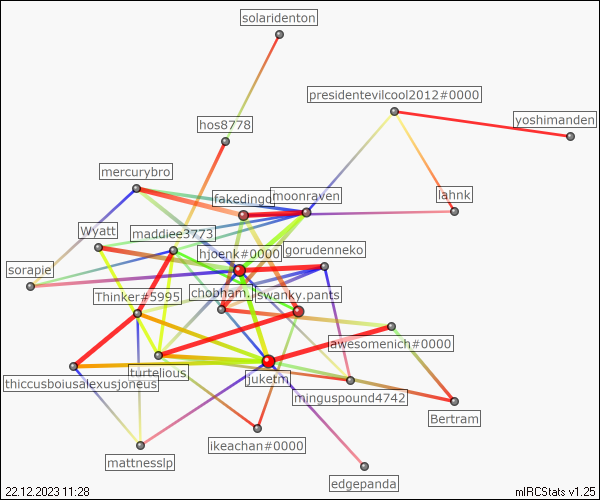 solaridenton
presidentevilcool2012#0000
yoshimanden
hos8778
mercurybro
fakedingo
moonraven
lahnk
Wyatt
maddiee3773
hjoenk#0000
gorudenneko
sorapie
Thinker#5995
chobham.
swanky.pants
awesomenich#0000
thiccusboiusalexusjoneus
turtelious
juketm
minguspound4742
Bertram
ikeachan#0000
mattnesslp
edgepanda
22.12.2023 11:28
mIRCStats v1.25